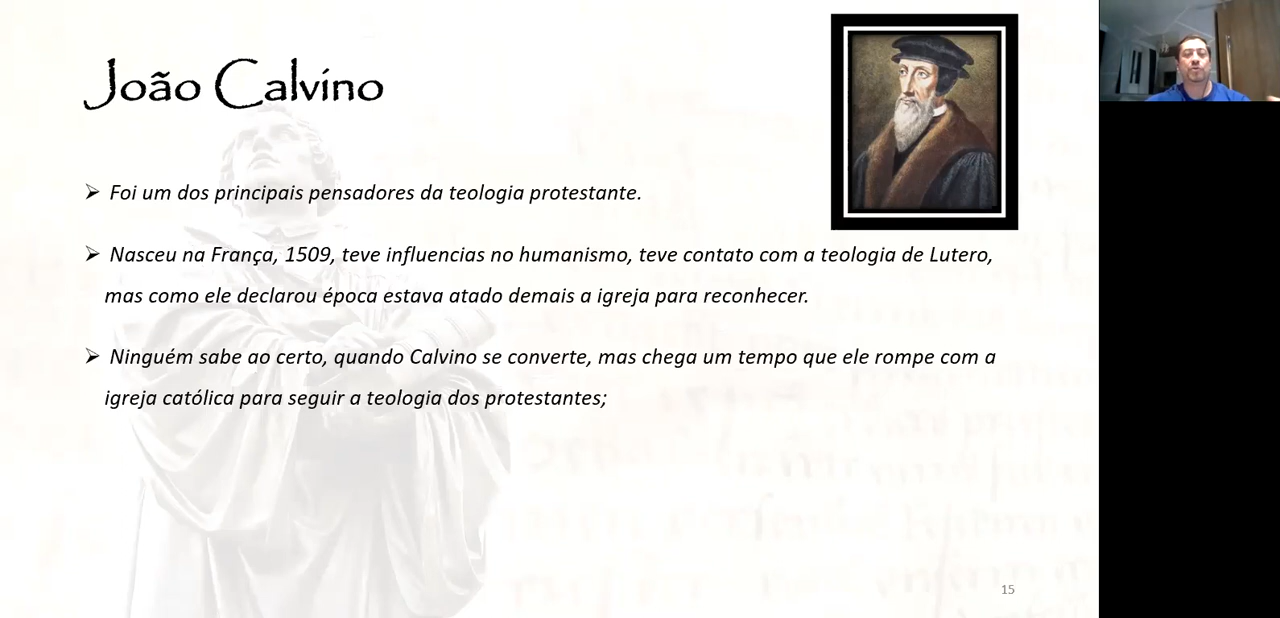 João Calvino
➢ Foi um dos principais pensadores da teologia protestante.
➢ Nasceu na França, 1509, teve influencias no humanismo, teve contato com a teologia de Lutero,
mas como ele declarou época estava atado demais a igreja para reconhecer.
➢ Ninguém sabe ao certo, quando Calvino se converte, mas chega um tempo que ele rompe com a
igreja católica para seguir a teologia dos protestantes;
15